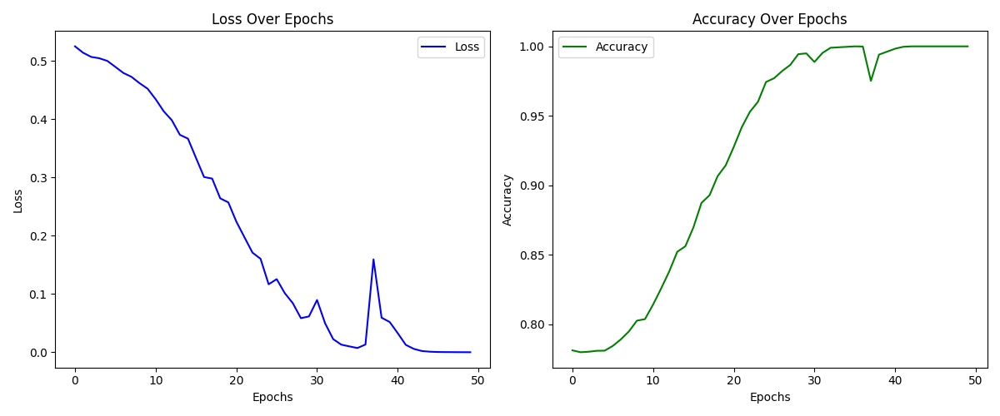 Loss Over Epochs
Loss
0.5
0.4
0.3
0.2
0.1
0.0
Loss
0 10 20 30 40 50
Epochs
Accuracy Over Epochs
Accuracy
1.00
0.95
0.90
0.85
0.80
Accuracy
0 10 20 30 40 50
Epochs